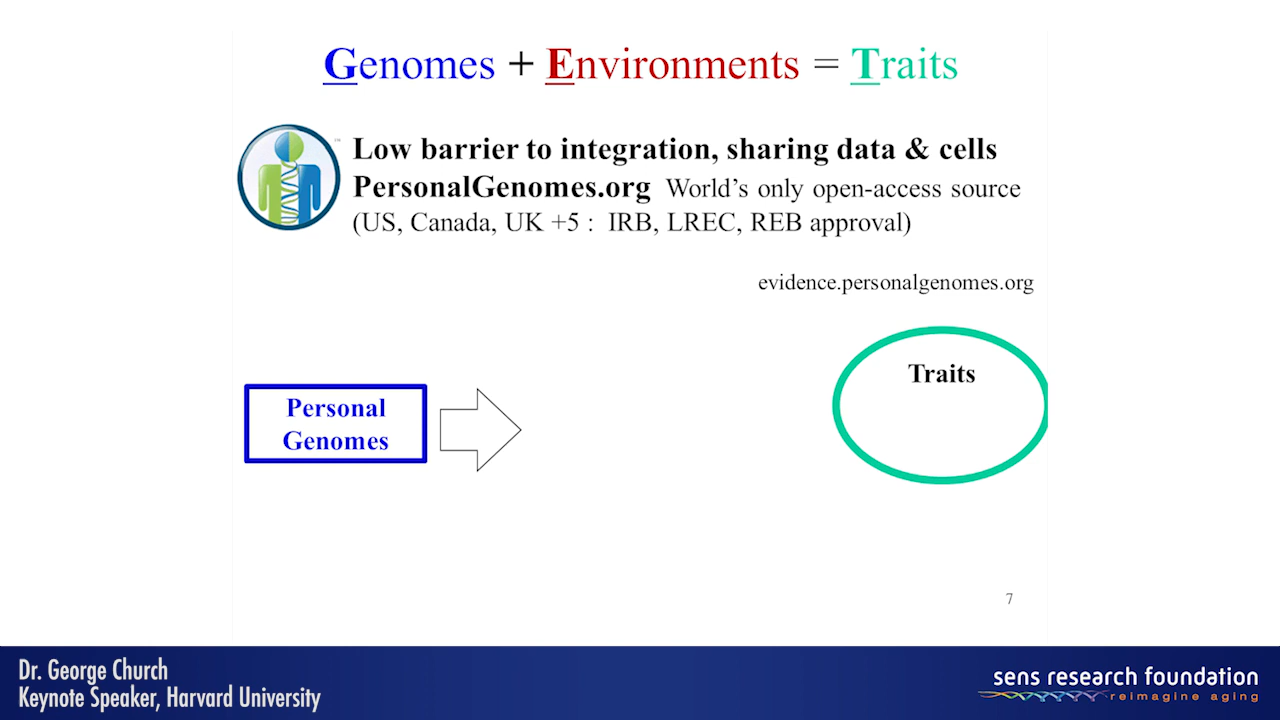 Genomes + Environments = Traits
Low barrier to integration, sharing data & cells
PersonalGenomes.org World's only open-access source
(US, Canada, UK +5 : IRB, LREC, REB approval)
evidence.personalgenomes.org
Traits
Personal
Genomes
7
Dr. George Church
Keynote Speaker, Harvard University
sens research foundation
reimagine aging